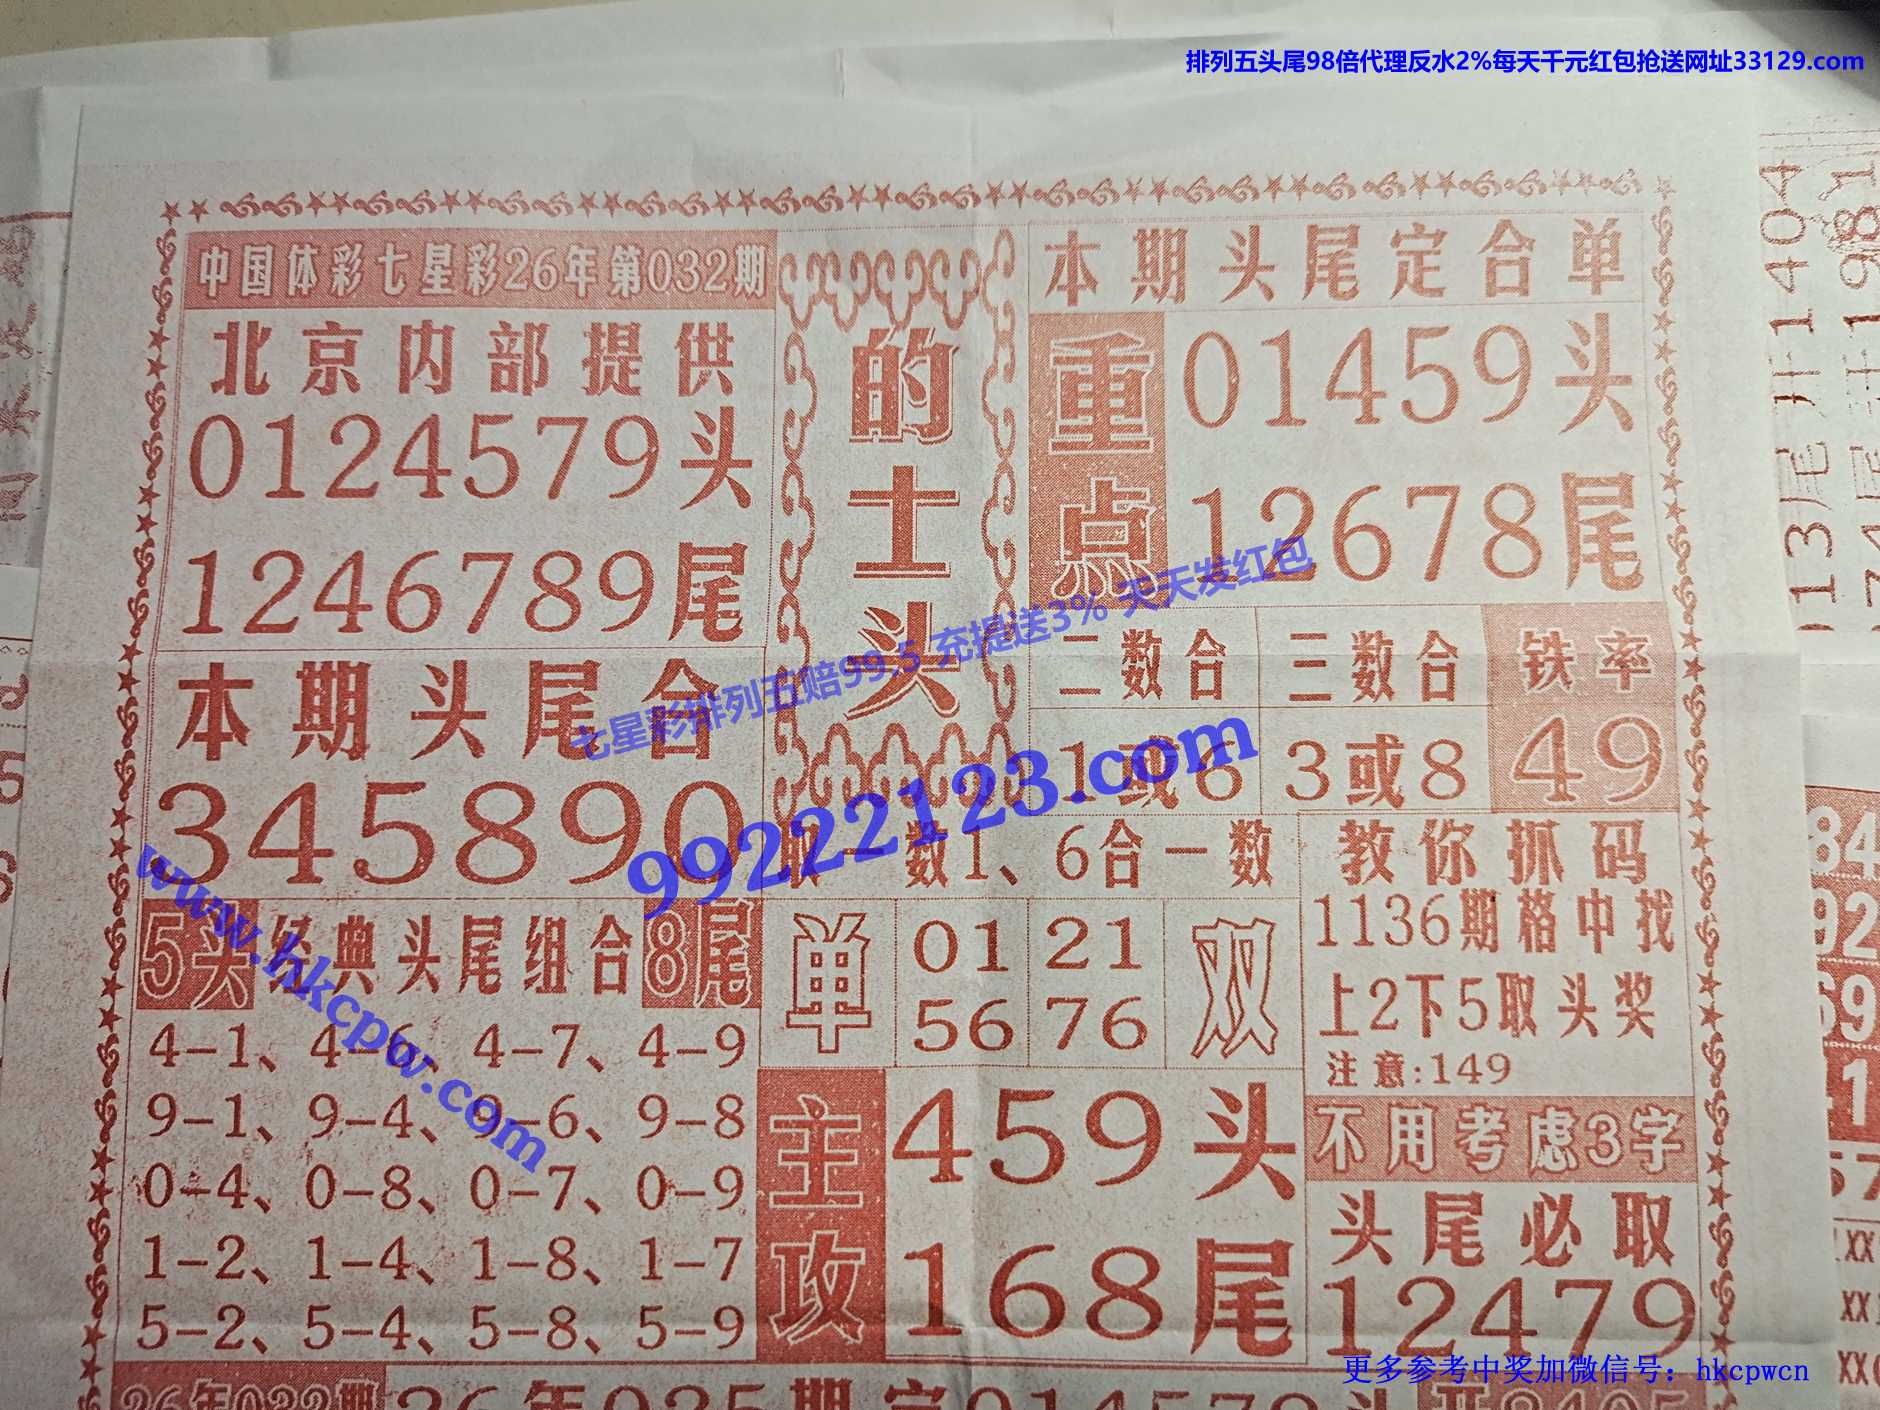 排列五头尾98倍代理反水2%每天千元红包抢送网址33129.com
中国体彩七星彩26年第032期
北京内部提供
0124579头
1246789尾
本期头尾合
345890
5头 经典头尾组合 8尾
4-1、4-6、4-7、4-9
9-1、9-4、9-6、9-8
0-4、0-8、0-7、0-9
1-2、1-4、1-8、1-7
5-2、5-4、5-8、5-9
的士头
本期头尾定合单
重点
01459头
12678尾
二数合 三数合 铁率
1或6 3或8 49
取一数1、6合一数
单 01 21 双
56 76
主攻
459头
168尾
教你抓码
1136期格中找
上2下5取头奖
注意:149
不用考虑3字
头尾必取
12479
七星彩排列五赔99.5 充提送3% 天天发红包
99222123.com
www.hkcpw.com
更多参考中奖加微信号：hkcpwcn